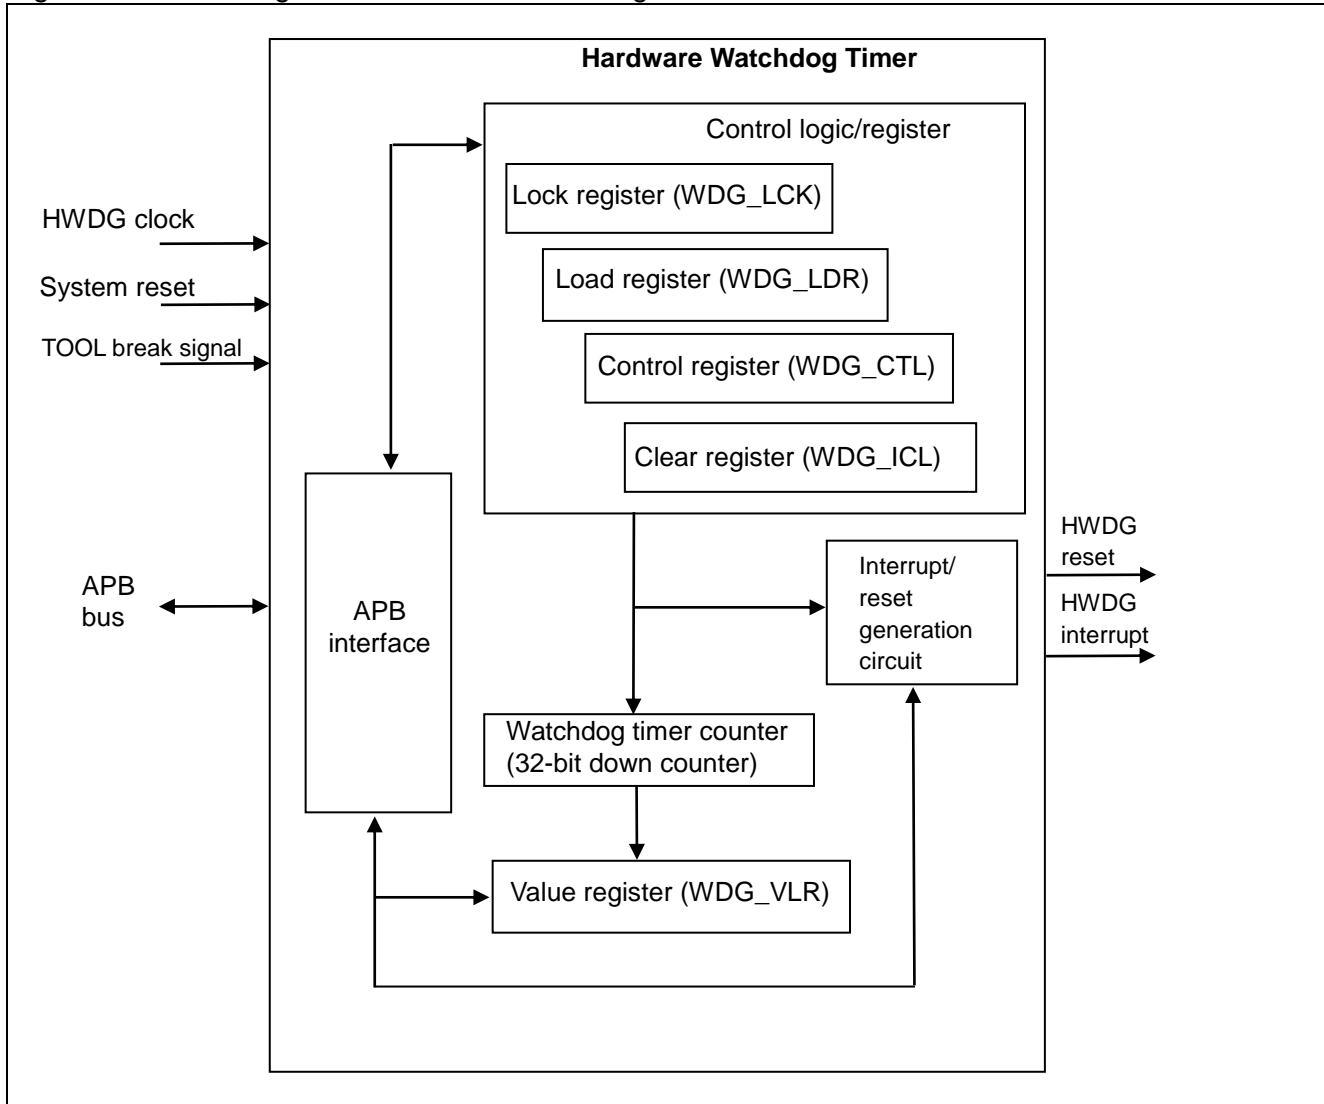 Hardware Watchdog Timer
Control logic/register
Lock register (WDG_LCK)
Load register (WDG_LDR)
Control register (WDG_CTL)
Clear register (WDG_ICL)
HWDG clock
System reset
TOOL break signal
APB
bus
APB
interface
Interrupt/
reset
generation
circuit
HWDG
reset
HWDG
interrupt
Watchdog timer counter
(32-bit down counter)
Value register (WDG_VLR)